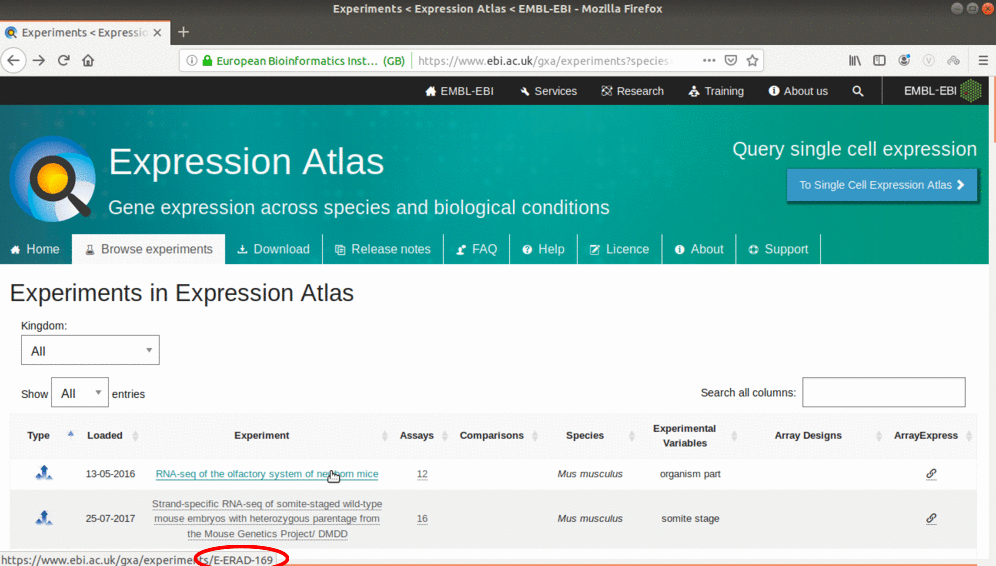 Experiments < Expression Atlas < EMBL-EBI - Mozilla Firefox
Experiments < Expressio
European Bioinformatics Inst… (GB)
https://www.ebi.ac.uk/gxa/experiments?species=
EMBL-EBI Services Research Training About us EMBL-EBI
Expression Atlas
Gene expression across species and biological conditions
Query single cell expression
To Single Cell Expression Atlas
Home Browse experiments Download Release notes FAQ Help Licence About Support
Experiments in Expression Atlas
Kingdom:
All
Show All entries
Search all columns:
Type Loaded Experiment Assays Comparisons Species Experimental Variables Array Designs ArrayExpress
13-05-2016 RNA-seq of the olfactory system of newborn mice 12 Mus musculus organism part
Strand-specific RNA-seq of somite-staged wild-type
25-07-2017 mouse embryos with heterozygous parentage from 16 Mus musculus somite stage
the Mouse Genetics Project/ DMDD
https://www.ebi.ac.uk/gxa/experiments/E-ERAD-169